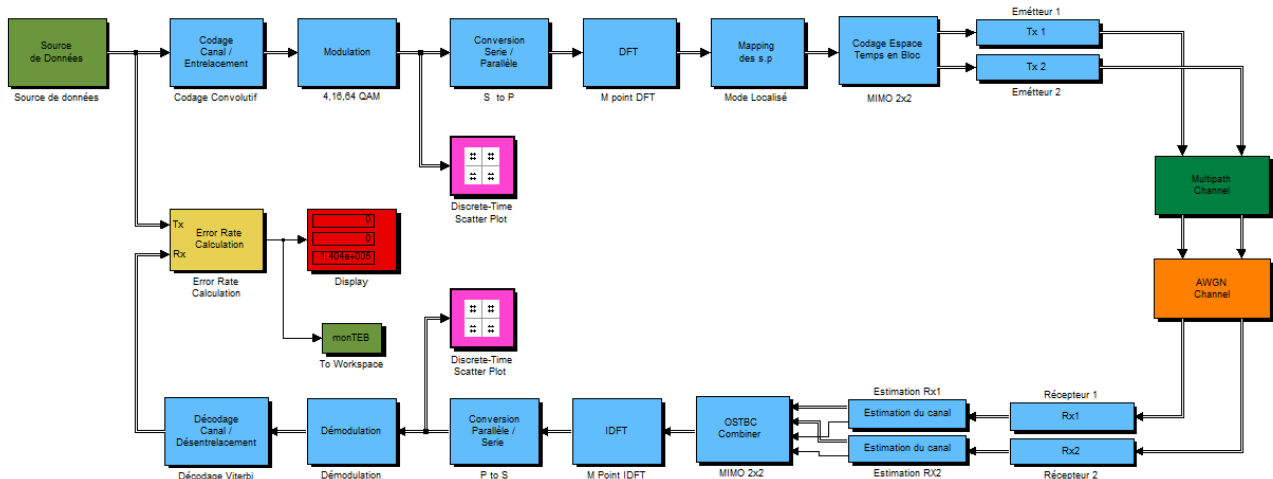 Source
de Données
Source de données
Codage
Canal /
Entrelacement
Codage Convolutif
Modulation
4,16,64 QAM
Conversion
Serie /
Parallèle
S to P
DFT
M point DFT
Mapping
des s.p
Mode Localisé
Codage Espace
Temps en Bloc
MIMO 2x2
Emétteur 1
Tx 1
Tx 2
Emétteur 2
Discrete-Time
Scatter Plot
Multipath
Channel
Tx
Rx
Error Rate
Calculation
Error Rate
Calculation
0
0
1.404e+005
Display
monTEB
To Workspace
Discrete-Time
Scatter Plot
AWGN
Channel
Décodage
Canal /
Désentrelacement
Décodage Viterbi
Démodulation
Démodulation
Conversion
Parallèle /
Serie
P to S
IDFT
M Point IDFT
OSTBC
Combiner
MIMO 2x2
Estimation Rx1
Estimation du canal
Estimation du canal
Estimation RX2
Récepteur 1
Rx1
Rx2
Récepteur 2